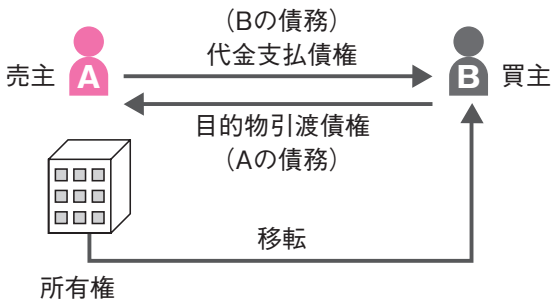 (Bの債務)
代金支払債権
売主
A
B
買主
目的物引渡債権
(Aの債務)
移転
所有権